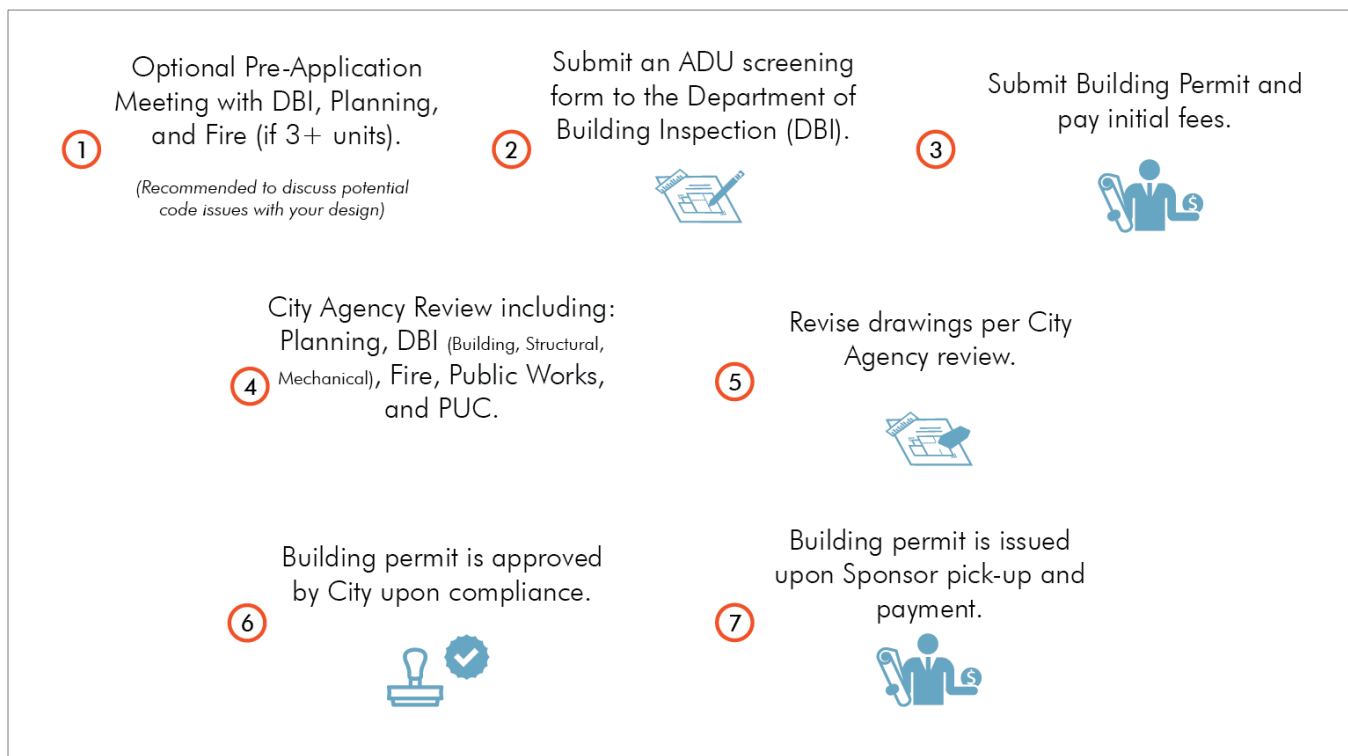 1
Optional Pre-Application
Meeting with DBI, Planning,
and Fire (if 3+ units).
(Recommended to discuss potential
code issues with your design)
2
Submit an ADU screening
form to the Department of
Building Inspection (DBI).
3
Submit Building Permit and
pay initial fees.
$
4
City Agency Review including:
Planning, DBI (Building, Structural,
Mechanical), Fire, Public Works,
and PUC.
5
Revise drawings per City
Agency review.
6
Building permit is approved
by City upon compliance.
7
Building permit is issued
upon Sponsor pick-up and
payment.
$